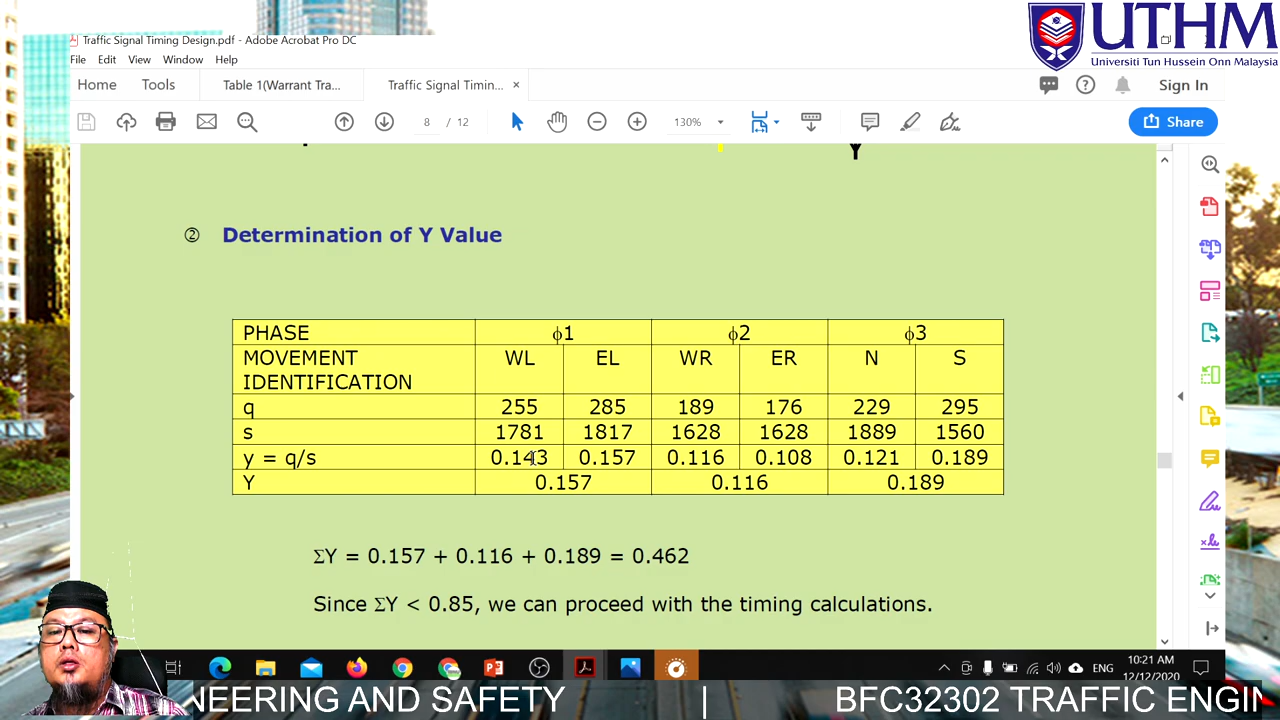 UTHM
Universiti Tun Hussein Onn Malaysia
Traffic Signal Timing Design.pdf - Adobe Acrobat Pro DC
File Edit View Window Help
Home Tools Table 1(Warrant Tra... Traffic Signal Timin... × Sign In
8 / 12 130% Share
② Determination of Y Value
PHASE ϕ1 ϕ2 ϕ3
MOVEMENT IDENTIFICATION WL EL WR ER N S
q 255 285 189 176 229 295
s 1781 1817 1628 1628 1889 1560
y = q/s 0.143 0.157 0.116 0.108 0.121 0.189
Y 0.157 0.116 0.189
ΣY = 0.157 + 0.116 + 0.189 = 0.462
Since ΣY < 0.85, we can proceed with the timing calculations.
ENG 10:21 AM
12/12/2020
NEERING AND SAFETY | BFC32302 TRAFFIC ENGIN